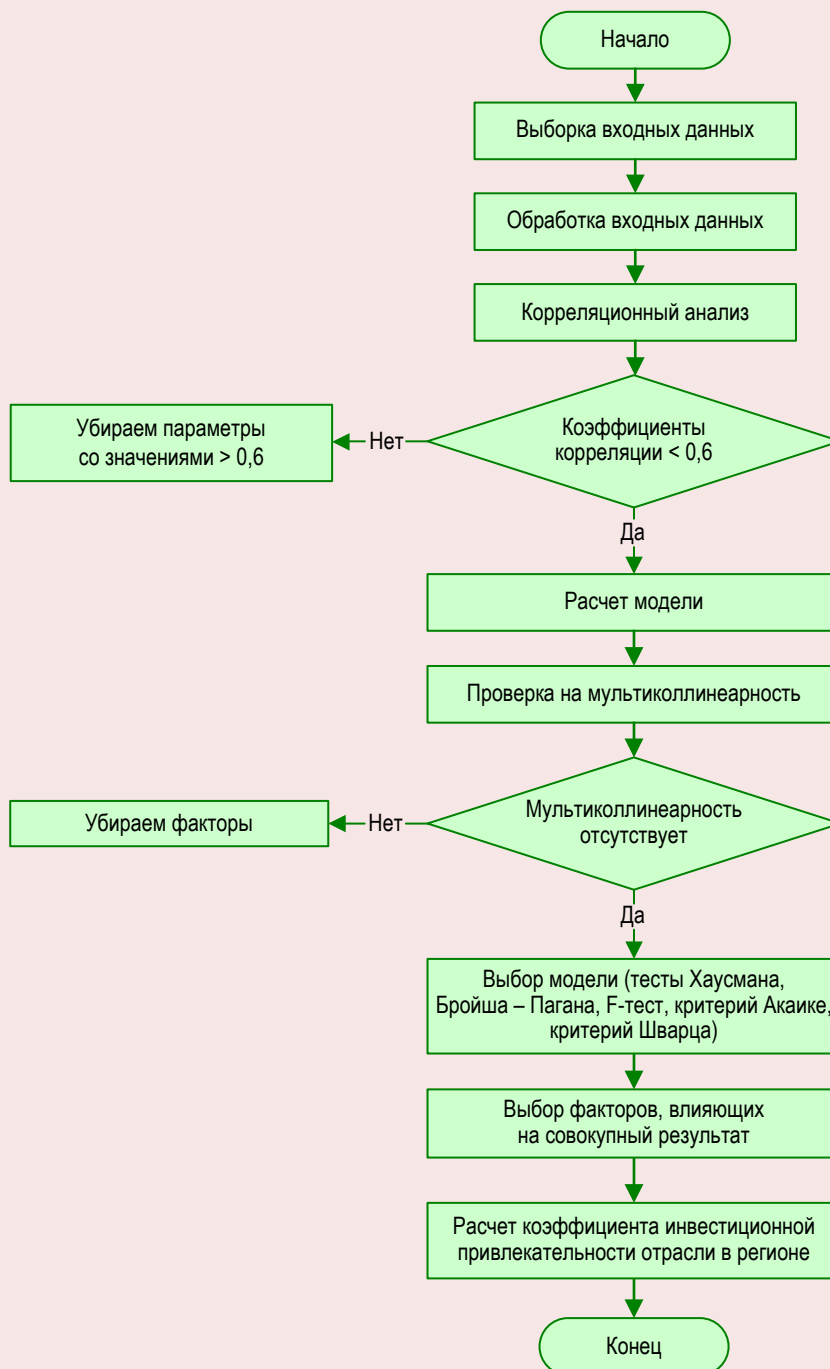 Начало
Выборка входных данных
Обработка входных данных
Корреляционный анализ
Коэффициенты
корреляции < 0,6
Нет
Убираем параметры
со значениями > 0,6
Да
Расчет модели
Проверка на мультиколлинеарность
Мультиколлинеарность
отсутствует
Нет
Убираем факторы
Да
Выбор модели (тесты Хаусмана,
Бройша – Пагана, F-тест, критерий Акаике,
критерий Шварца)
Выбор факторов, влияющих
на совокупный результат
Расчет коэффициента инвестиционной
привлекательности отрасли в регионе
Конец